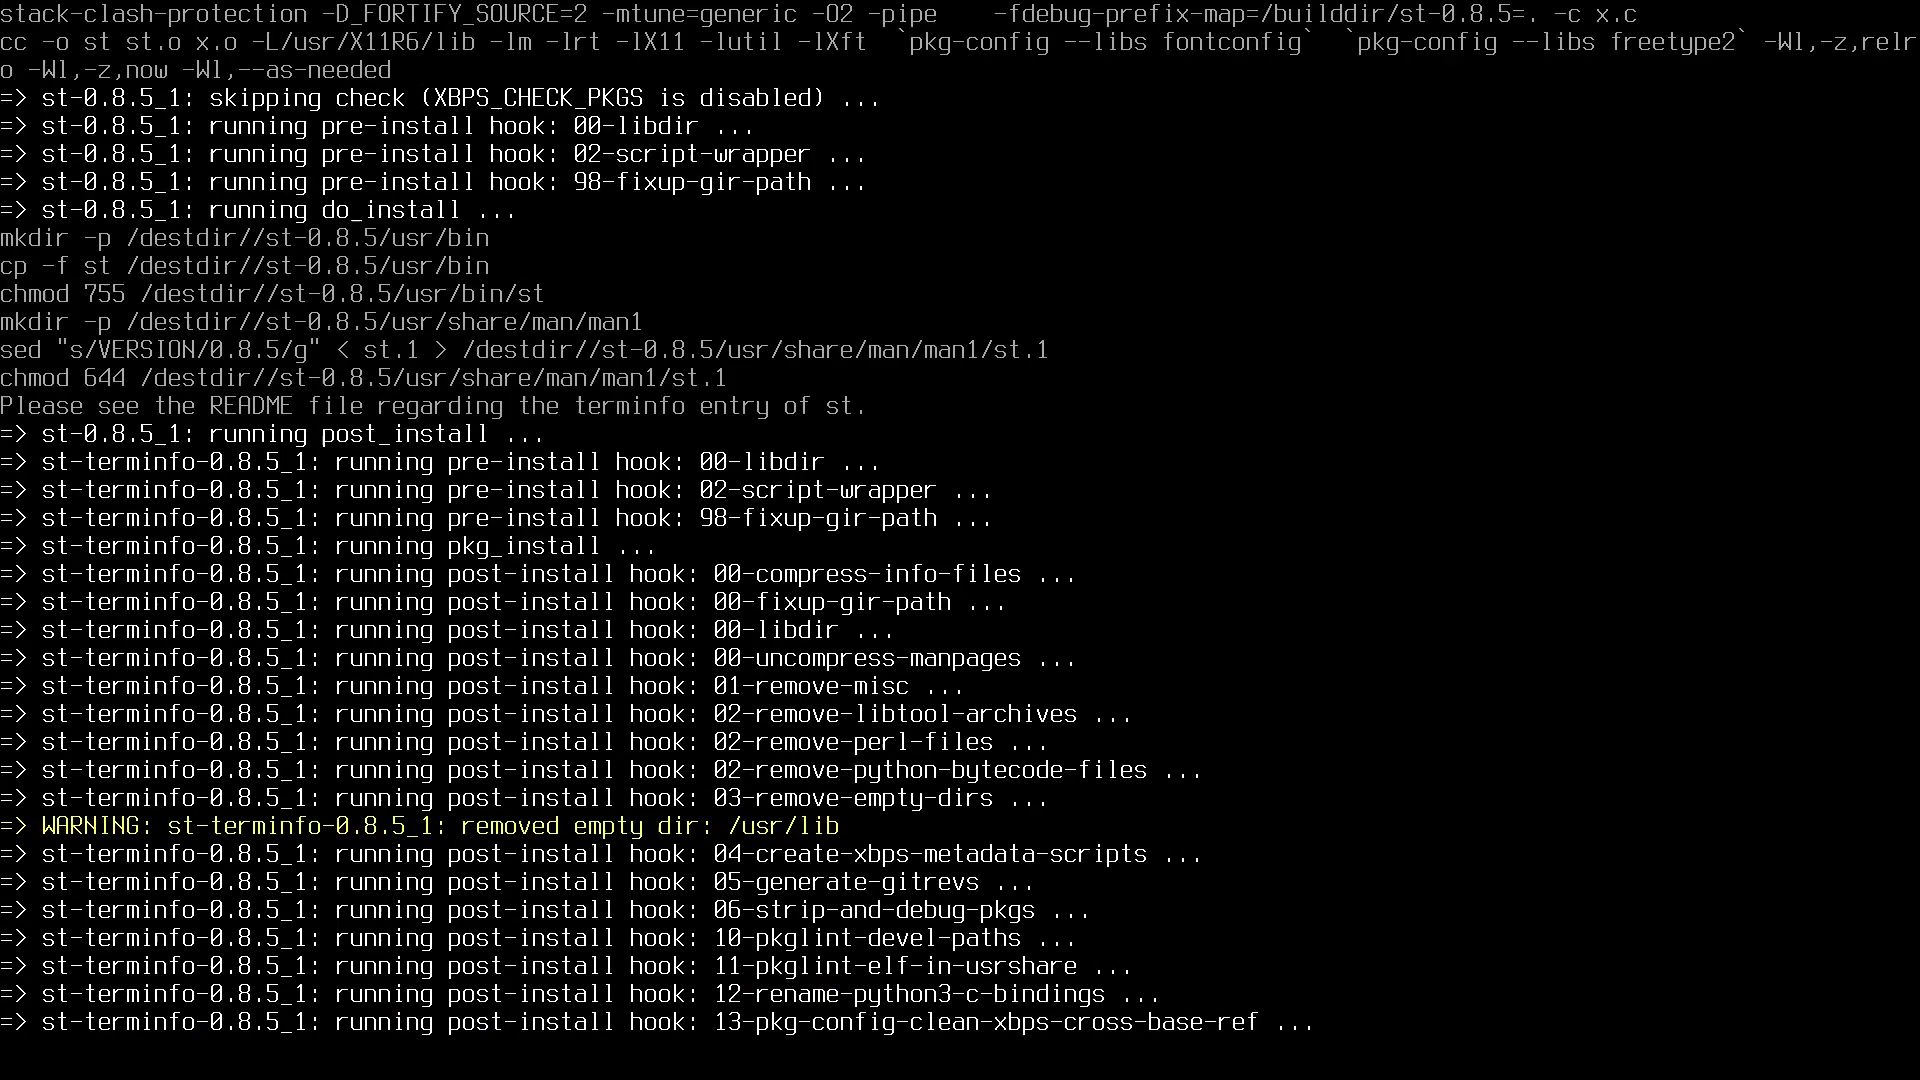 stack-clash-protection -D_FORTIFY_SOURCE=2 -mtune=generic -O2 -pipe    -fdebug-prefix-map=/builddir/st-0.8.5=. -c x.c
cc -o st st.o x.o -L/usr/X11R6/lib -lm -lrt -lX11 -lutil -lXft  `pkg-config --libs fontconfig`  `pkg-config --libs freetype2` -Wl,-z,relr
o -Wl,-z,now -Wl,--as-needed
=> st-0.8.5_1: skipping check (XBPS_CHECK_PKGS is disabled) ...
=> st-0.8.5_1: running pre-install hook: 00-libdir ...
=> st-0.8.5_1: running pre-install hook: 02-script-wrapper ...
=> st-0.8.5_1: running pre-install hook: 98-fixup-gir-path ...
=> st-0.8.5_1: running do_install ...
mkdir -p /destdir//st-0.8.5/usr/bin
cp -f st /destdir//st-0.8.5/usr/bin
chmod 755 /destdir//st-0.8.5/usr/bin/st
mkdir -p /destdir//st-0.8.5/usr/share/man/man1
sed "s/VERSION/0.8.5/g" < st.1 > /destdir//st-0.8.5/usr/share/man/man1/st.1
chmod 644 /destdir//st-0.8.5/usr/share/man/man1/st.1
Please see the README file regarding the terminfo entry of st.
=> st-0.8.5_1: running post_install ...
=> st-terminfo-0.8.5_1: running pre-install hook: 00-libdir ...
=> st-terminfo-0.8.5_1: running pre-install hook: 02-script-wrapper ...
=> st-terminfo-0.8.5_1: running pre-install hook: 98-fixup-gir-path ...
=> st-terminfo-0.8.5_1: running pkg_install ...
=> st-terminfo-0.8.5_1: running post-install hook: 00-compress-info-files ...
=> st-terminfo-0.8.5_1: running post-install hook: 00-fixup-gir-path ...
=> st-terminfo-0.8.5_1: running post-install hook: 00-libdir ...
=> st-terminfo-0.8.5_1: running post-install hook: 00-uncompress-manpages ...
=> st-terminfo-0.8.5_1: running post-install hook: 01-remove-misc ...
=> st-terminfo-0.8.5_1: running post-install hook: 02-remove-libtool-archives ...
=> st-terminfo-0.8.5_1: running post-install hook: 02-remove-perl-files ...
=> st-terminfo-0.8.5_1: running post-install hook: 02-remove-python-bytecode-files ...
=> st-terminfo-0.8.5_1: running post-install hook: 03-remove-empty-dirs ...
=> WARNING: st-terminfo-0.8.5_1: removed empty dir: /usr/lib
=> st-terminfo-0.8.5_1: running post-install hook: 04-create-xbps-metadata-scripts ...
=> st-terminfo-0.8.5_1: running post-install hook: 05-generate-gitrevs ...
=> st-terminfo-0.8.5_1: running post-install hook: 06-strip-and-debug-pkgs ...
=> st-terminfo-0.8.5_1: running post-install hook: 10-pkglint-devel-paths ...
=> st-terminfo-0.8.5_1: running post-install hook: 11-pkglint-elf-in-usrshare ...
=> st-terminfo-0.8.5_1: running post-install hook: 12-rename-python3-c-bindings ...
=> st-terminfo-0.8.5_1: running post-install hook: 13-pkg-config-clean-xbps-cross-base-ref ...